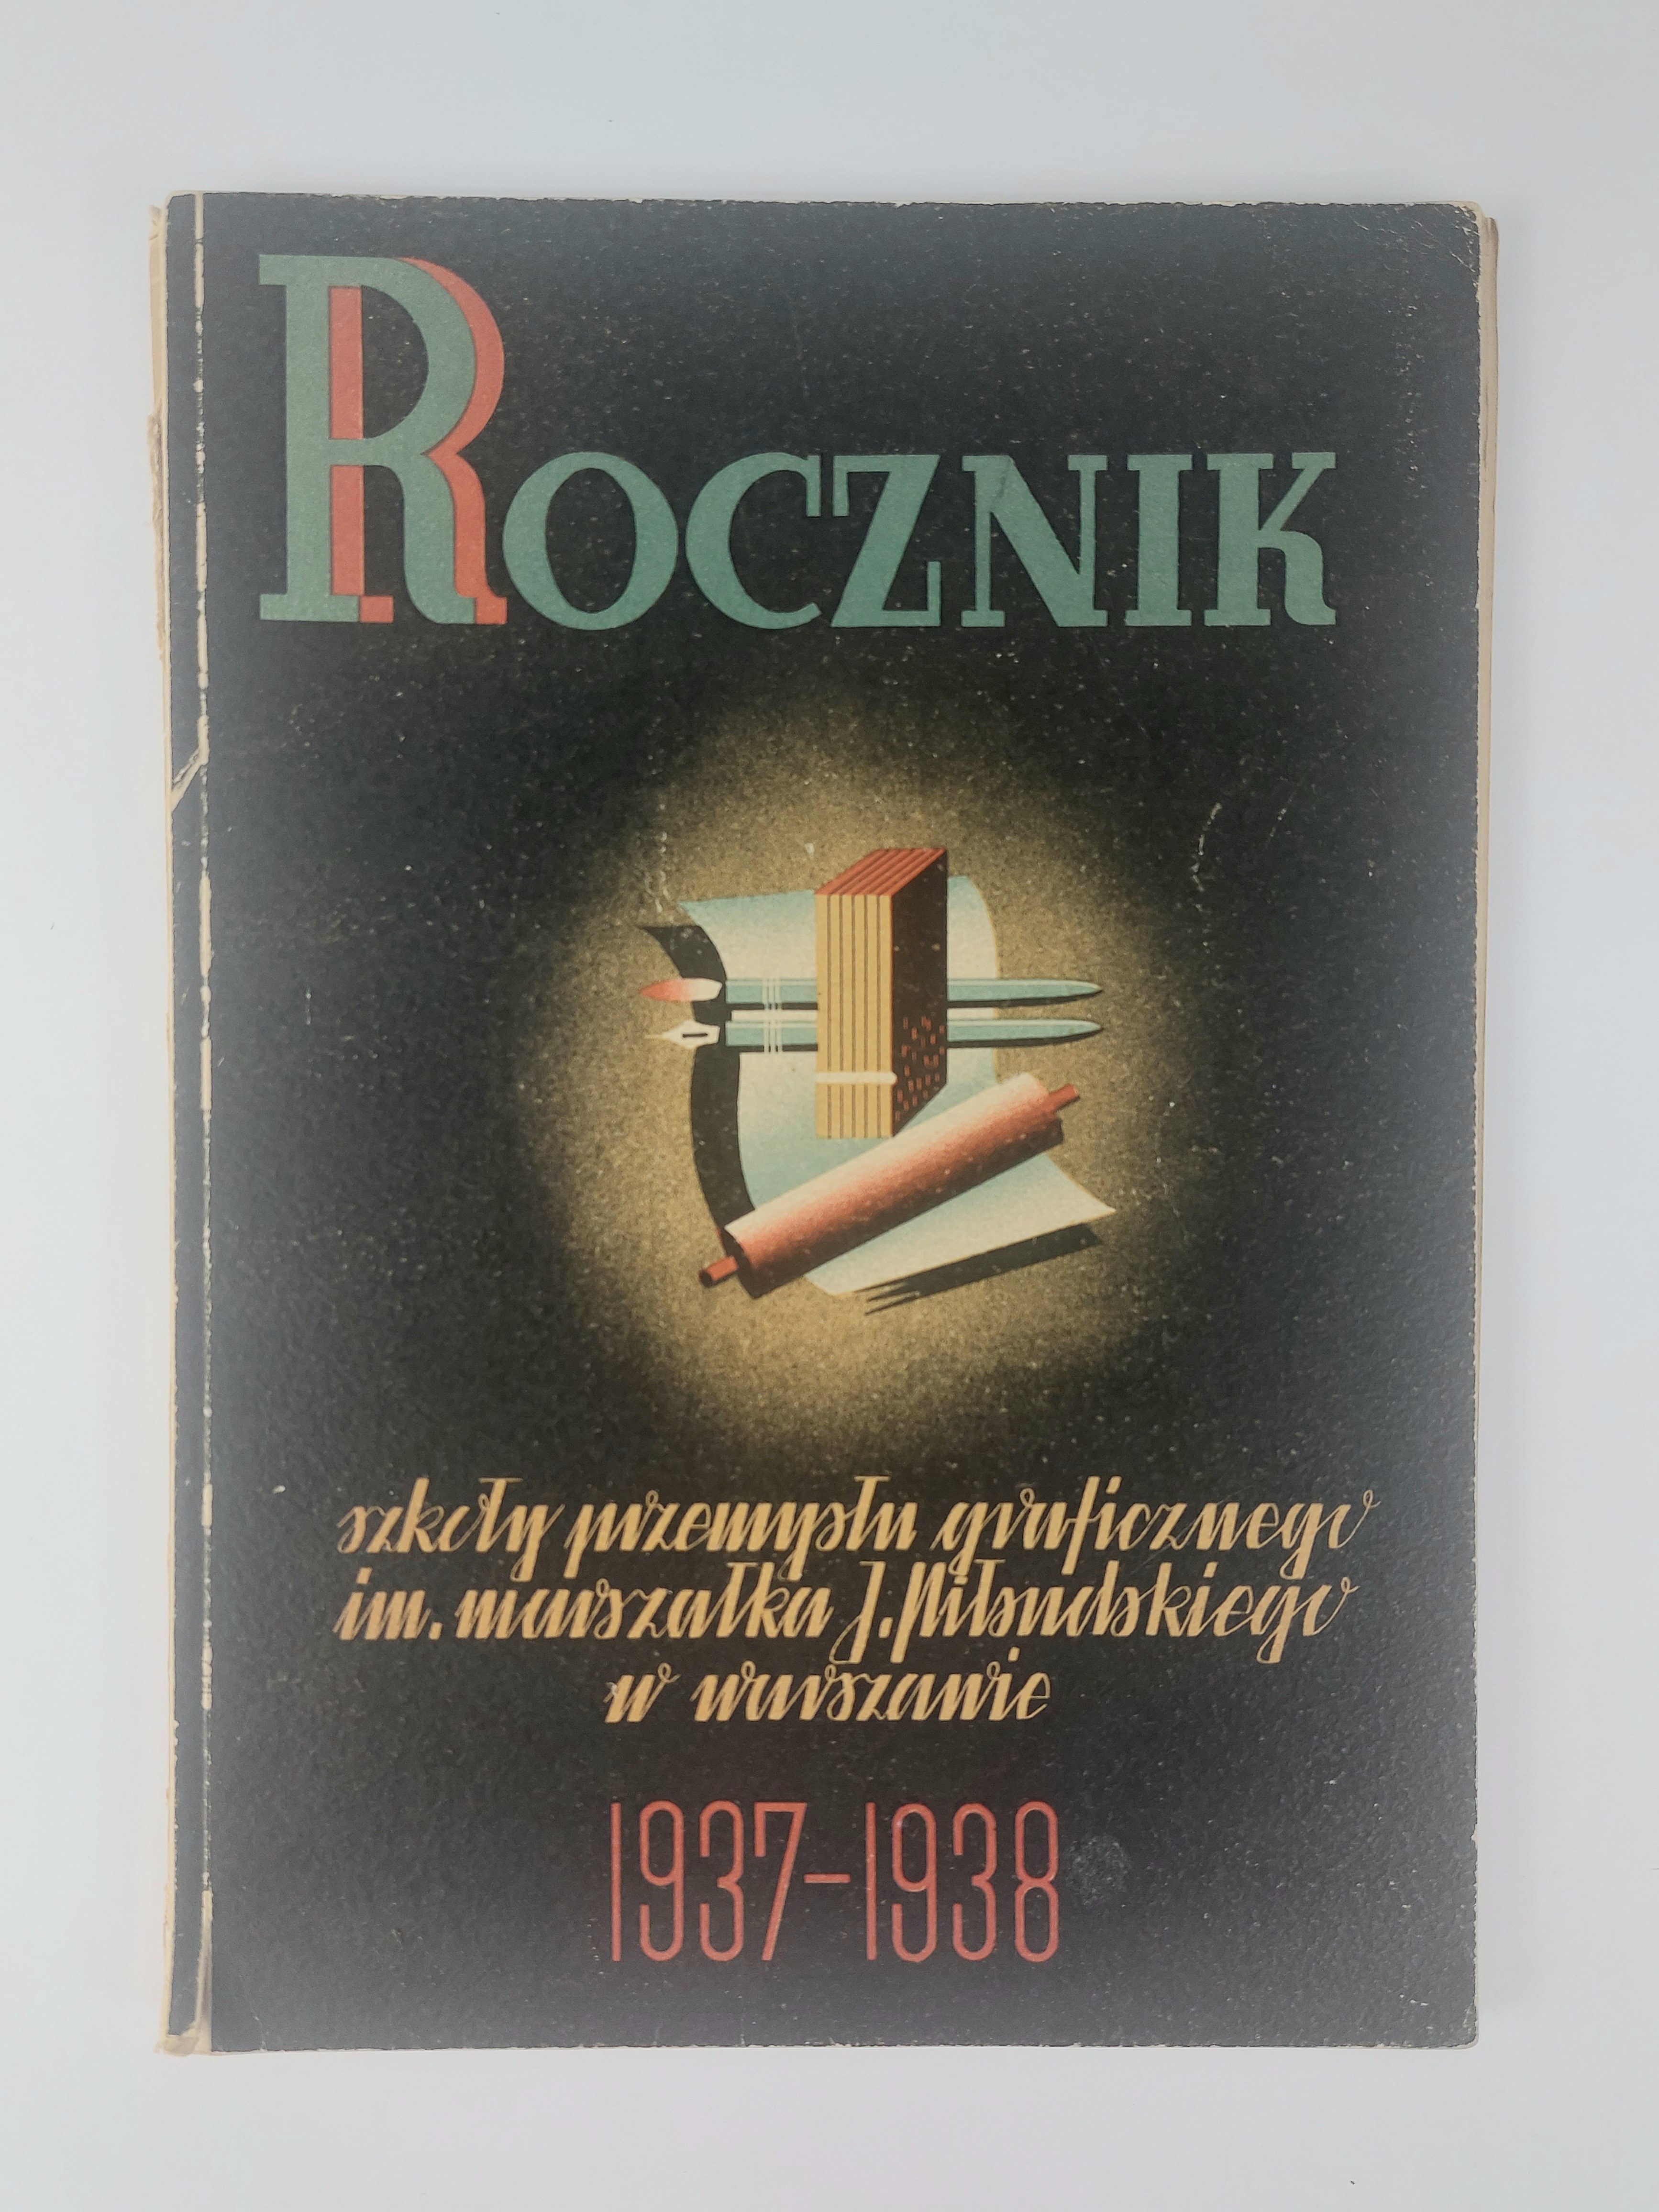 ROCZNIK
szkoły przemysłu graficznego
im. marszałka J. Piłsudskiego
w warszawie
1937-1938